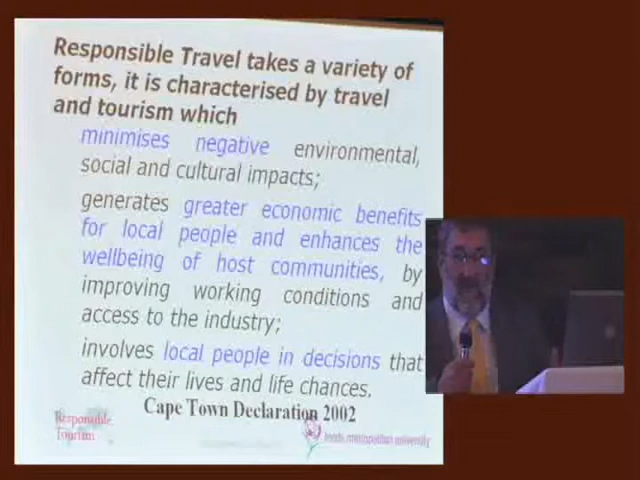 Responsible Travel takes a variety of
forms, it is characterised by travel
and tourism which
minimises negative environmental,
social and cultural impacts;
generates greater economic benefits
for local people and enhances the
wellbeing of host communities, by
improving working conditions and
access to the industry;
involves local people in decisions that
affect their lives and life chances.
Cape Town Declaration 2002
Responsible
Tourism
leeds metropolitan university